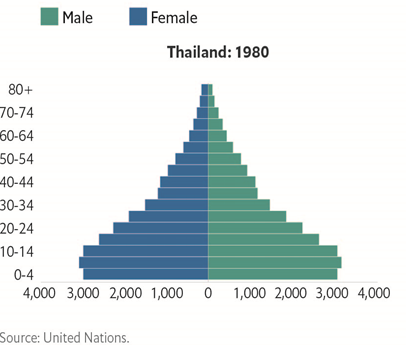 Male Female
Thailand: 1980
80+
70-74
60-64
50-54
40-44
30-34
20-24
10-14
0-4
4,000 3,000 2,000 1,000 0 1,000 2,000 3,000 4,000
Source: United Nations.